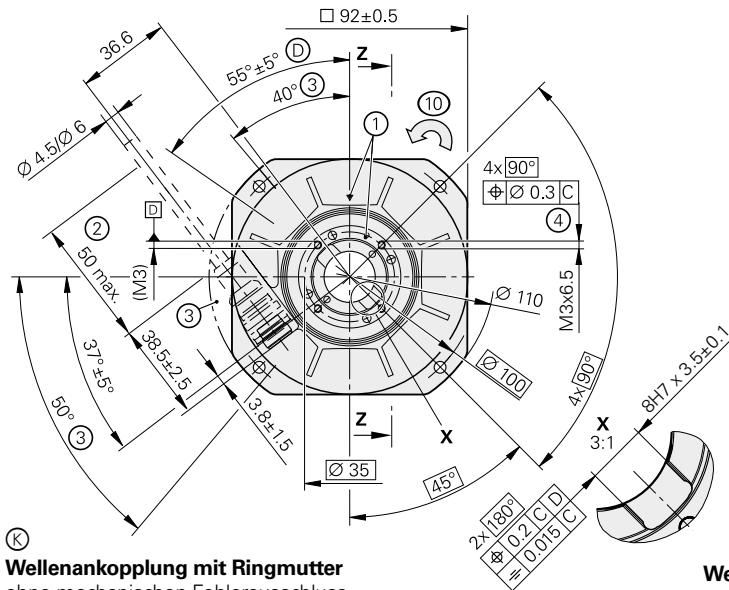 □ 92±0.5
36.6
55°±5° Ⓓ
Z
40° ③
⑩
①
Ø 4.5/Ø 6
4x 90°
⌖ Ø 0.3 C
②
D
④
50 max.
(M3)
M3x6.5
③
Ø 110
37°±5°
38.5±2.5
Ø 100
4x 90°
8H7 x 3.5±0.1
50° ③
3.8±1.5
Z
X
X
3:1
Ø 35
45°
2x 180°
⌖ 0.2 C D
⌯ 0.015 C
Ⓚ
Wellenankopplung mit Ringmutter
ohne mechanischen Fehlerausschluss
We